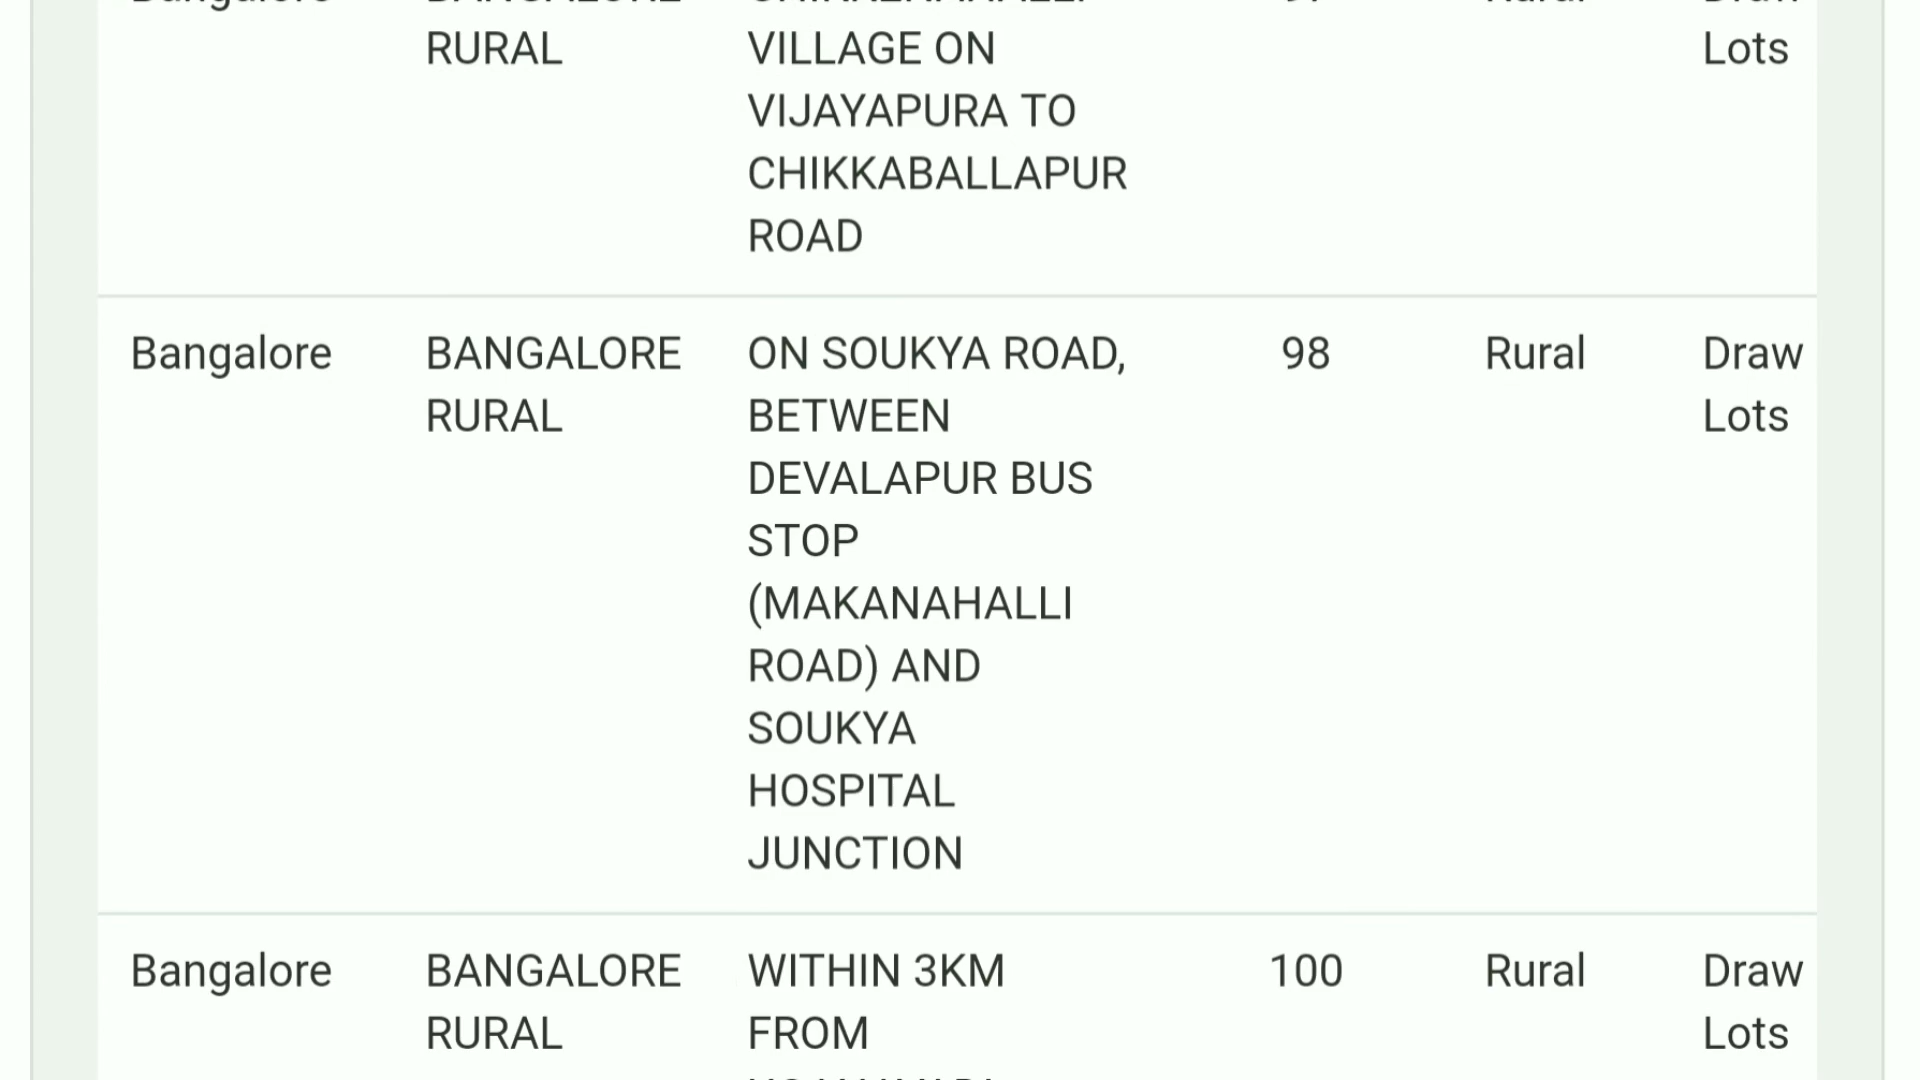 Bangalore RURAL VILLAGE ON Lots
VIJAYAPURA TO
CHIKKABALLAPUR
ROAD
Bangalore BANGALORE ON SOUKYA ROAD, 98 Rural Draw
RURAL BETWEEN Lots
DEVALAPUR BUS
STOP
(MAKANAHALLI
ROAD) AND
SOUKYA
HOSPITAL
JUNCTION
Bangalore BANGALORE WITHIN 3KM 100 Rural Draw
RURAL FROM Lots